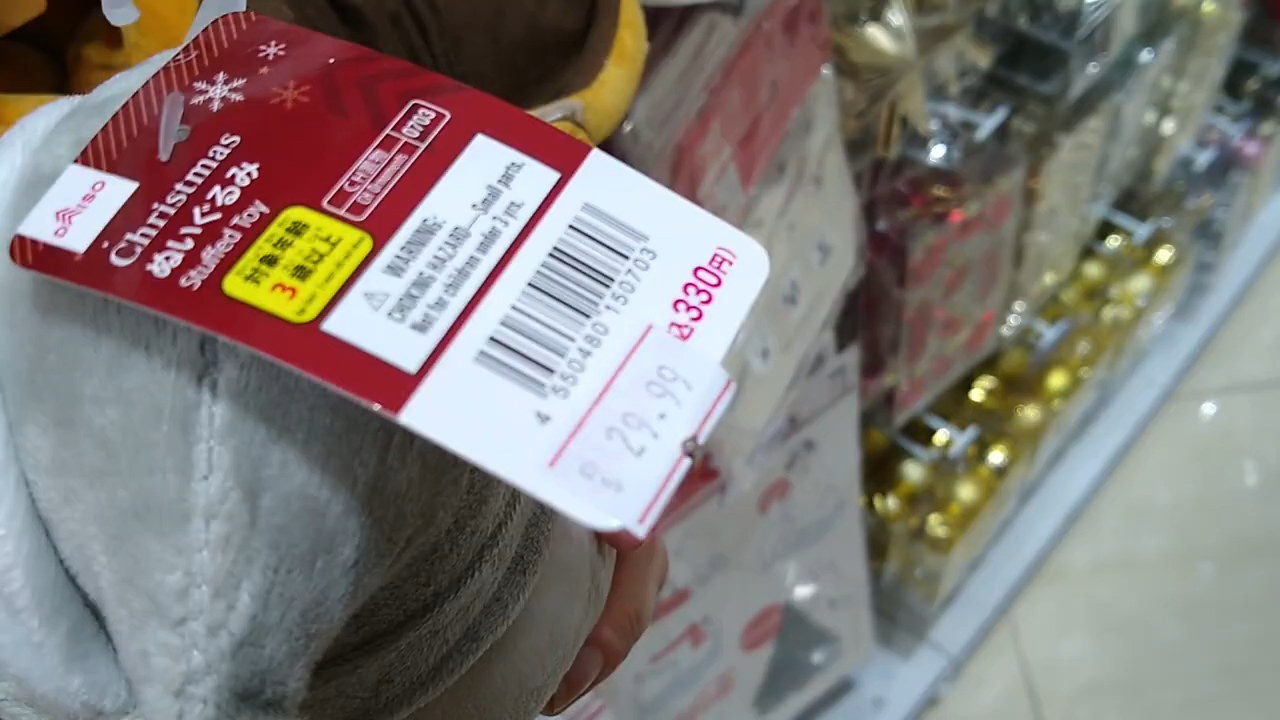 DAISO
Christmas
ぬいぐるみ
Stuffed Toy
対象年齢
3歳以上
0703
WARNING:
CHOKING HAZARD—Small parts.
Not for children under 3 yrs.
4 550480 150703
込330円)
R$ 29.99